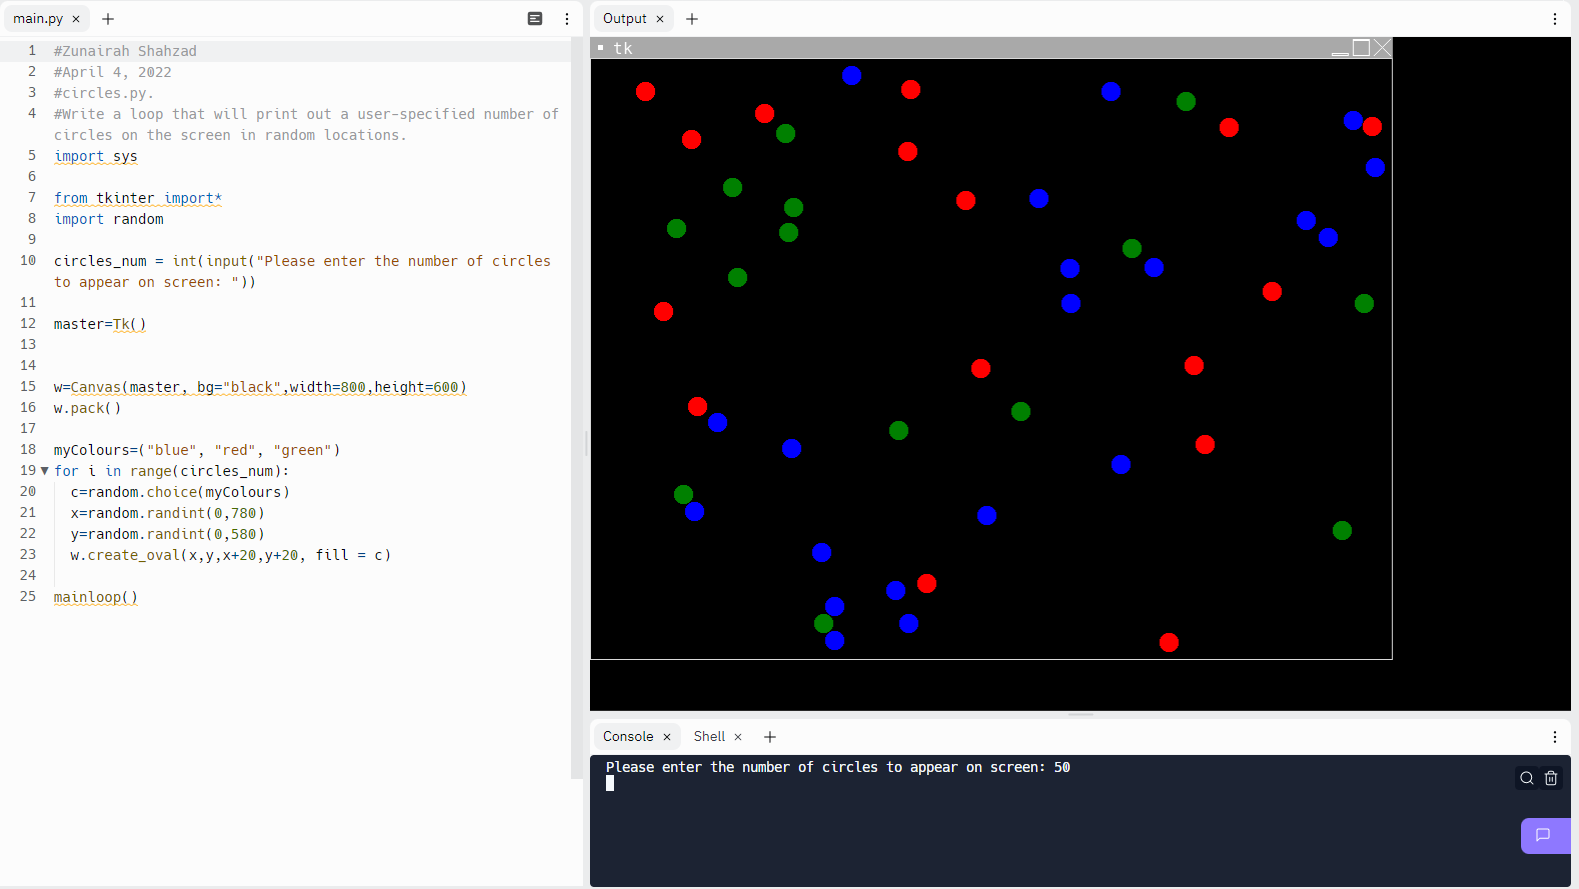 main.py × +
1 #Zunairah Shahzad
2 #April 4, 2022
3 #circles.py.
4 #Write a loop that will print out a user-specified number of
circles on the screen in random locations.
5 import sys
6
7 from tkinter import*
8 import random
9
10 circles_num = int(input("Please enter the number of circles
to appear on screen: "))
11
12 master=Tk()
13
14
15 w=Canvas(master, bg="black",width=800,height=600)
16 w.pack()
17
18 myColours=("blue", "red", "green")
19 for i in range(circles_num):
20 c=random.choice(myColours)
21 x=random.randint(0,780)
22 y=random.randint(0,580)
23 w.create_oval(x,y,x+20,y+20, fill = c)
24
25 mainloop()
Output × +
tk
Console × Shell × +
Please enter the number of circles to appear on screen: 50